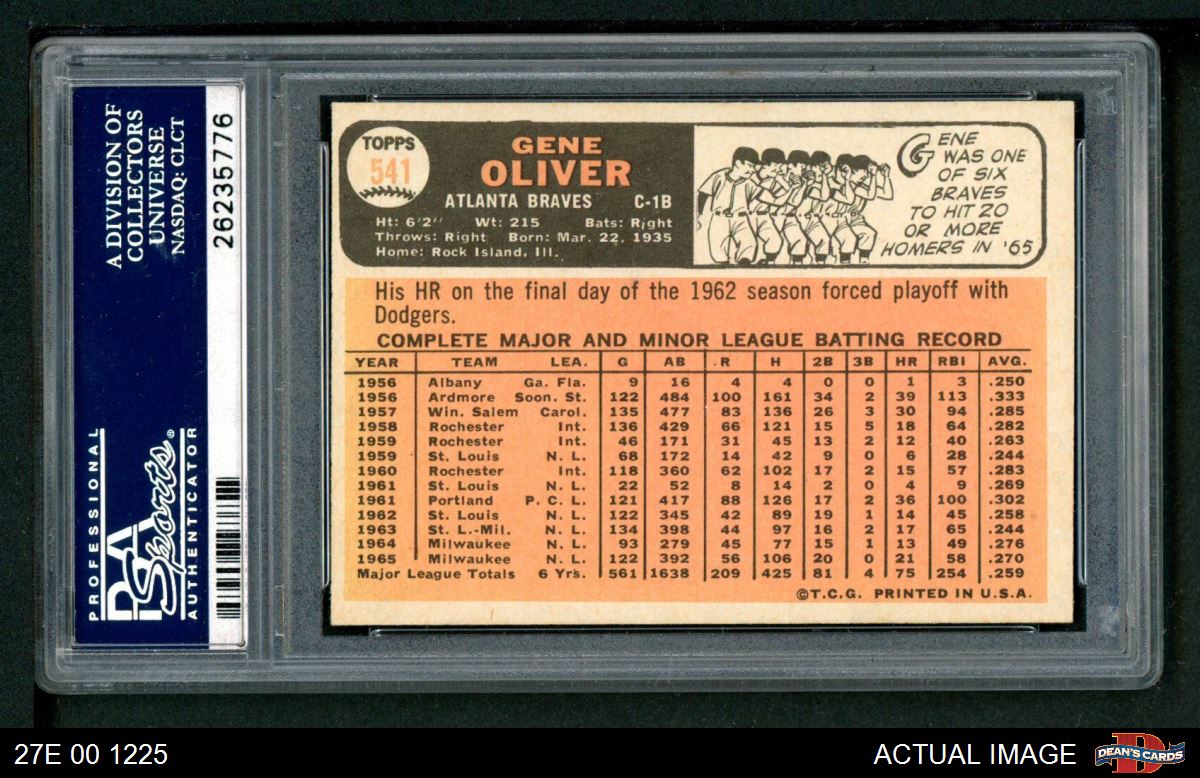 A DIVISION OF
COLLECTORS
UNIVERSE
NASDAQ: CLCT
26235776
PROFESSIONAL
PSA
Sports®
AUTHENTICATOR
TOPPS
541
GENE
OLIVER
ATLANTA BRAVES C-1B
Ht: 6'2" Wt: 215 Bats: Right
Throws: Right Born: Mar. 22, 1935
Home: Rock Island, Ill.
GENE
WAS ONE
OF SIX
BRAVES
TO HIT 20
OR MORE
HOMERS IN '65
His HR on the final day of the 1962 season forced playoff with
Dodgers.
COMPLETE MAJOR AND MINOR LEAGUE BATTING RECORD
YEAR TEAM LEA. G AB R H 2B 3B HR RBI AVG.
1956 Albany Ga. Fla. 9 16 4 4 0 0 1 3 .250
1956 Ardmore Soon. St. 122 484 100 161 34 2 39 113 .333
1957 Win. Salem Carol. 135 477 83 136 26 3 30 94 .285
1958 Rochester Int. 136 429 66 121 15 5 18 64 .282
1959 Rochester Int. 46 171 31 45 13 2 12 40 .263
1959 St. Louis N. L. 68 172 14 42 9 0 6 28 .244
1960 Rochester Int. 118 360 62 102 17 2 15 57 .283
1961 St. Louis N. L. 22 52 8 14 2 0 4 9 .269
1961 Portland P. C. L. 121 417 88 126 17 2 36 100 .302
1962 St. Louis N. L. 122 345 42 89 19 1 14 45 .258
1963 St. L.-Mil. N. L. 134 398 44 97 16 2 17 65 .244
1964 Milwaukee N. L. 93 279 45 77 15 1 13 49 .276
1965 Milwaukee N. L. 122 392 56 106 20 0 21 58 .270
Major League Totals 6 Yrs. 561 1638 209 425 81 4 75 254 .259
©T.C.G. PRINTED IN U.S.A.
27E 00 1225
ACTUAL IMAGE
D
DEAN'S CARDS